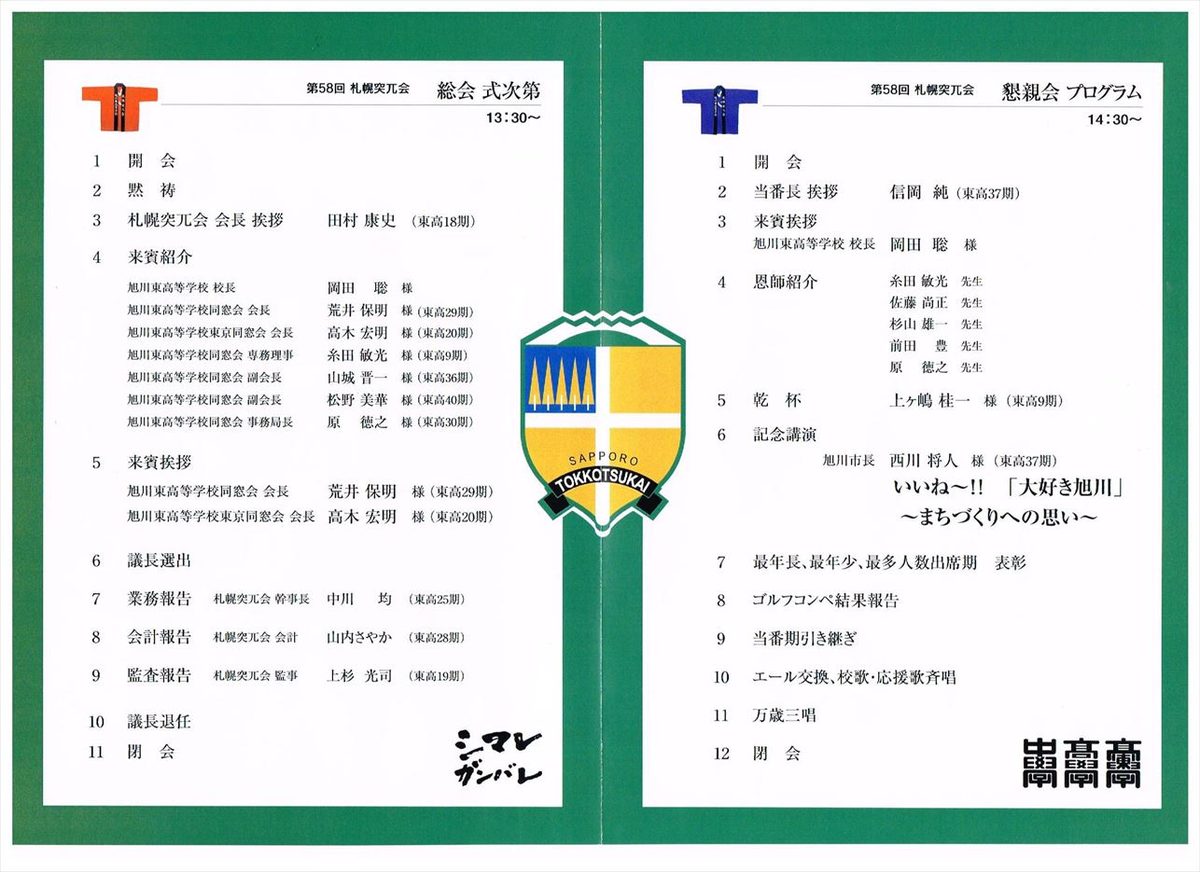 第58回 札幌突兀会 総会 式次第
13:30～
1 開 会
2 黙 祷
3 札幌突兀会 会長 挨拶 田村 康史 (東高18期)
4 来賓紹介
旭川東高等学校 校長 岡田 聡 様
旭川東高等学校同窓会 会長 荒井 保明 様 (東高29期)
旭川東高等学校東京同窓会 会長 高木 宏明 様 (東高20期)
旭川東高等学校同窓会 専務理事 糸田 敏光 様 (東高9期)
旭川東高等学校同窓会 副会長 山城 晋一 様 (東高36期)
旭川東高等学校同窓会 副会長 松野 美華 様 (東高40期)
旭川東高等学校同窓会 事務局長 原 徳之 様 (東高30期)
5 来賓挨拶
旭川東高等学校同窓会 会長 荒井 保明 様 (東高29期)
旭川東高等学校東京同窓会 会長 高木 宏明 様 (東高20期)
6 議長選出
7 業務報告 札幌突兀会 幹事長 中川 均 (東高25期)
8 会計報告 札幌突兀会 会計 山内さやか (東高28期)
9 監査報告 札幌突兀会 監事 上杉 光司 (東高19期)
10 議長退任
11 閉 会
シマレ
ガンバレ
SAPPORO
TOKKOTSUKAI
第58回 札幌突兀会 懇親会 プログラム
14:30～
1 開 会
2 当番長 挨拶 信岡 純 (東高37期)
3 来賓挨拶
旭川東高等学校 校長 岡田 聡 様
4 恩師紹介 糸田 敏光 先生
佐藤 尚正 先生
杉山 雄一 先生
前田 豊 先生
原 徳之 先生
5 乾 杯 上ヶ嶋 桂一 様 (東高9期)
6 記念講演
旭川市長 西川 将人 様 (東高37期)
いいね～!! 「大好き旭川」
～まちづくりへの思い～
7 最年長、最年少、最多人数出席期 表彰
8 ゴルフコンペ結果報告
9 当番期引き継ぎ
10 エール交換、校歌・応援歌斉唱
11 万歳三唱
12 閉 会